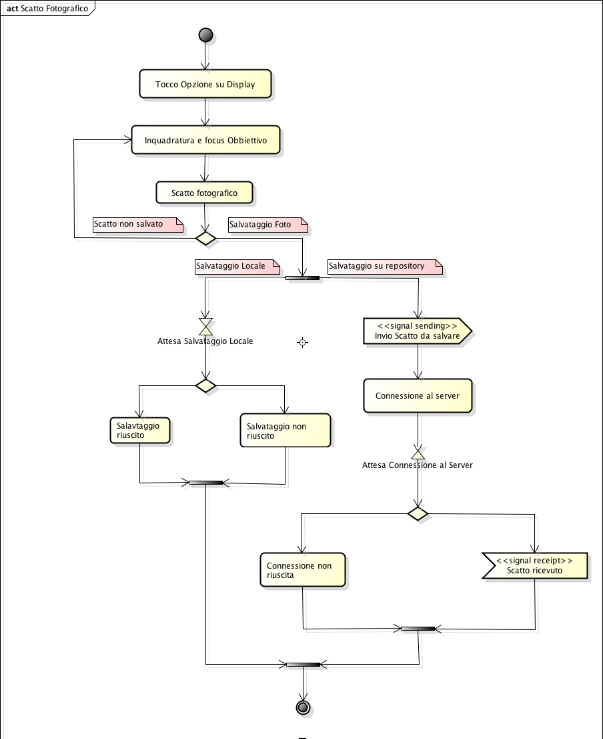 act Scatto Fotografico
Tocco Opzione su Display
Inquadratura e focus Obbiettivo
Scatto fotografico
Scatto non salvato
Salvataggio Foto
Salvataggio Locale
Salvataggio su repository
<<signal sending>>
Invio Scatto da salvare
Attesa Salvataggio Locale
Connessione al server
Salavtaggio
riuscito
Salvataggio non
riuscito
Attesa Connessione al Server
Connessione non
riuscita
<<signal receipt>>
Scatto ricevuto